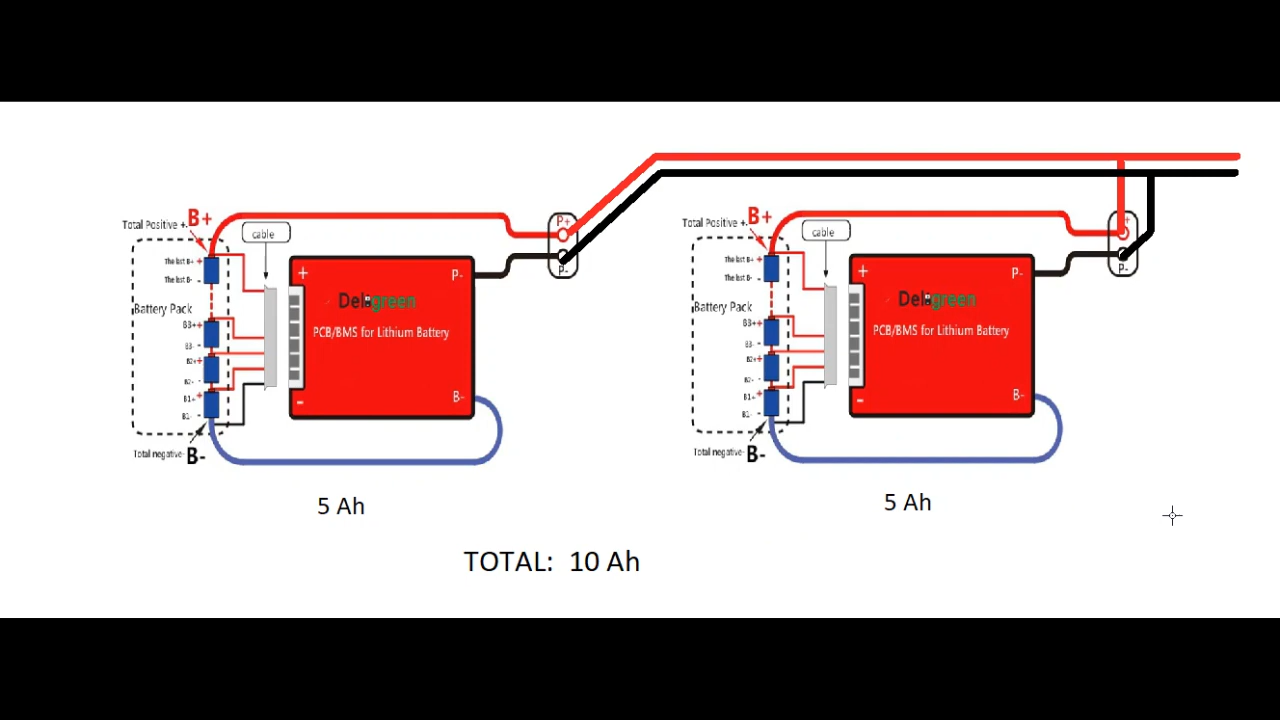 Total Positive + B+
cable
P+
P-
The last B+
The last B-
Battery Pack
B3+
B3-
B2+
B2-
B1+
B1-
Total negative- B-
+
P-
Delegreen
PCB/BMS for Lithium Battery
B-
-
5 Ah
Total Positive + B+
cable
+
P-
The last B+
The last B-
Battery Pack
B3+
B3-
B2+
B2-
B1+
B1-
Total negative- B-
+
P-
Delegreen
PCB/BMS for Lithium Battery
B-
-
5 Ah
TOTAL: 10 Ah